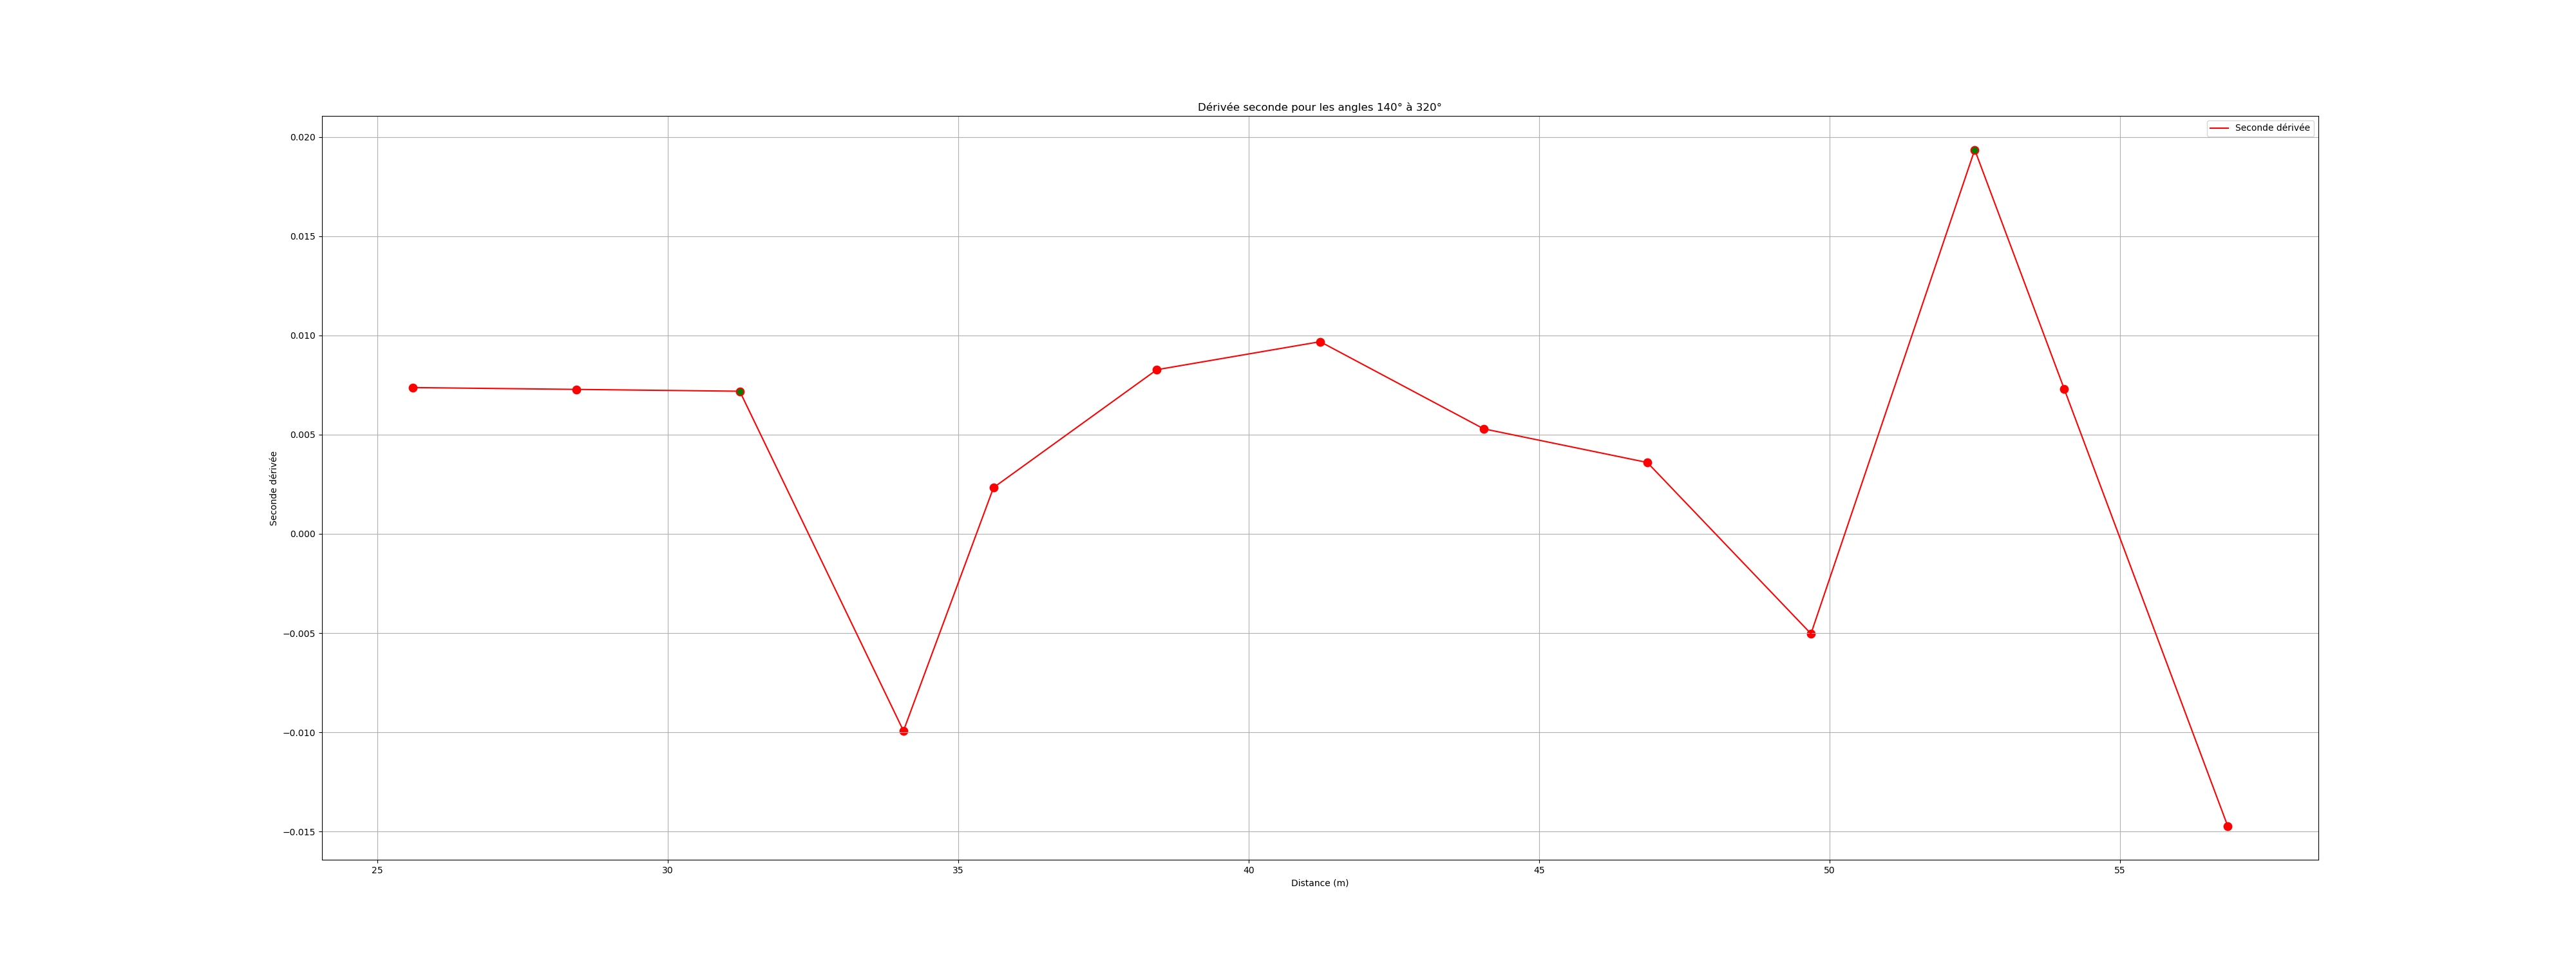 Dérivée seconde pour les angles 140° à 320°
Seconde dérivée
0.020
0.015
0.010
0.005
0.000
−0.005
−0.010
−0.015
Seconde dérivée
25 30 35 40 45 50 55
Distance (m)